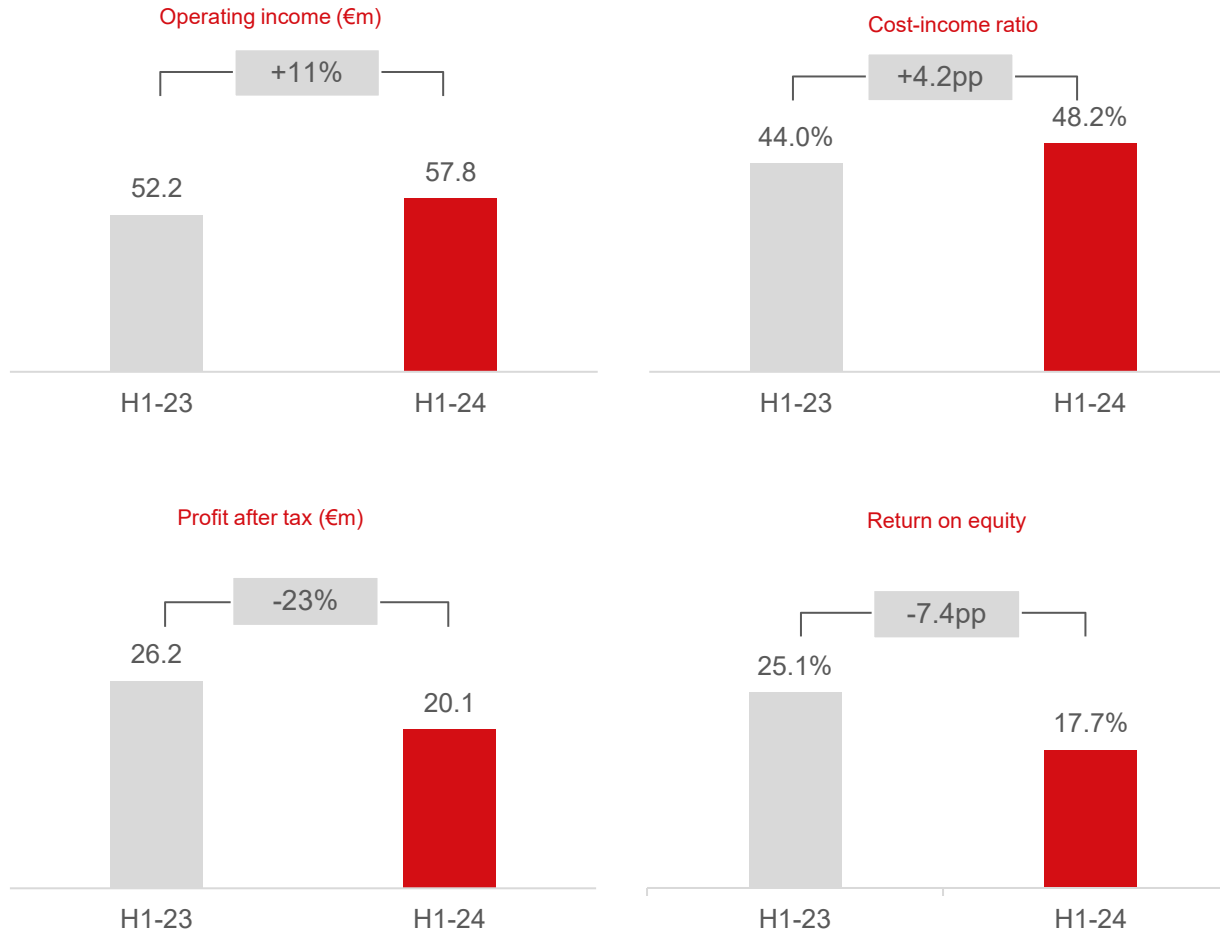 Operating income (€m)
+11%
52.2
57.8
H1-23
H1-24
Cost-income ratio
+4.2pp
44.0%
48.2%
H1-23
H1-24
Profit after tax (€m)
-23%
26.2
20.1
H1-23
H1-24
Return on equity
-7.4pp
25.1%
17.7%
H1-23
H1-24